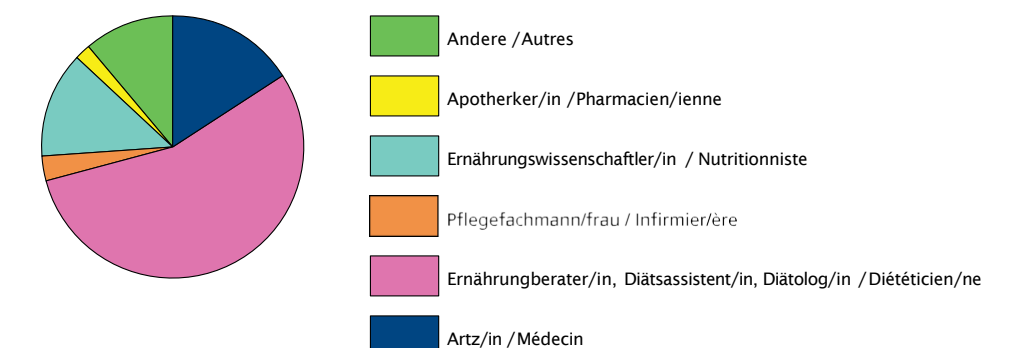 Andere /Autres
Apotherker/in /Pharmacien/ienne
Ernährungswissenschaftler/in / Nutritionniste
Pflegefachmann/frau / Infirmier/ère
Ernährungberater/in, Diätsassistent/in, Diätolog/in /Diététicien/ne
Artz/in /Médecin